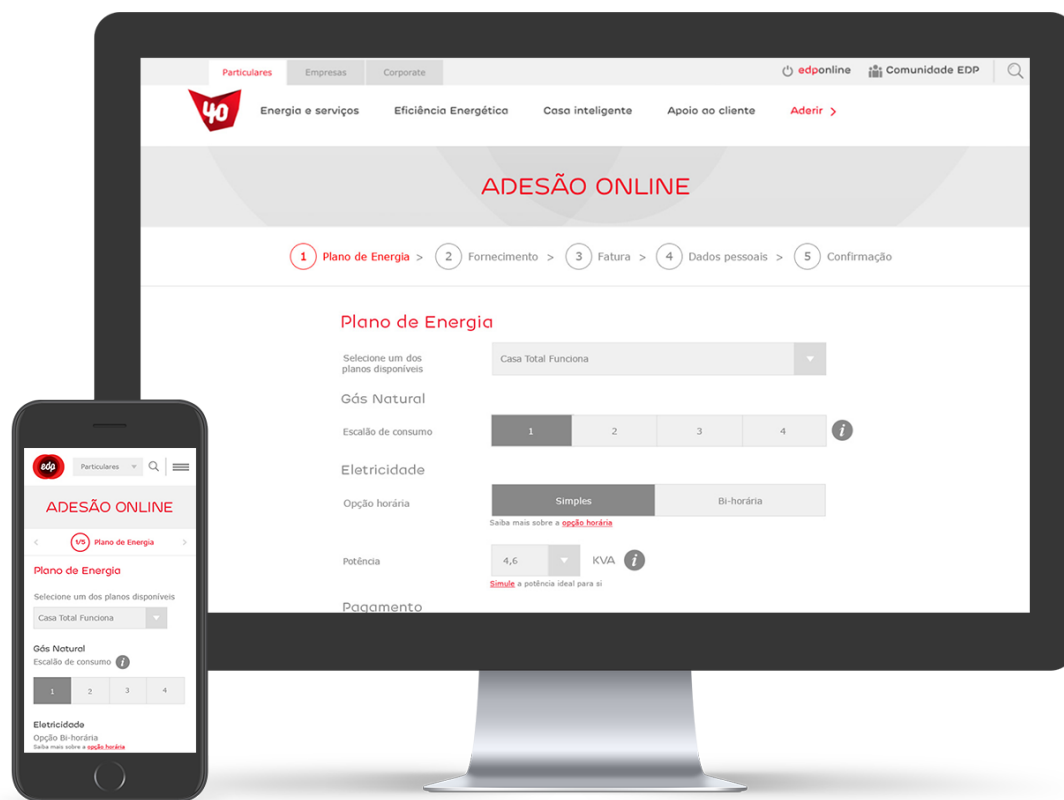 Particulares Empresas Corporate edponline Comunidade EDP
40 Energia e serviços Eficiência Energética Casa inteligente Apoio ao cliente Aderir >
ADESÃO ONLINE
1 Plano de Energia > 2 Fornecimento > 3 Fatura > 4 Dados pessoais > 5 Confirmação
Plano de Energia
Selecione um dos
planos disponíveis
Casa Total Funciona
Gás Natural
Escalão de consumo 1 2 3 4 i
Eletricidade
Opção horária Simples Bi-horária
Saiba mais sobre a opção horária
Potência 4,6 KVA i
Simule a potência ideal para si
Pagamento
edp Particulares
ADESÃO ONLINE
< 1/5 Plano de Energia >
Plano de Energia
Selecione um dos planos disponíveis
Casa Total Funciona
Gás Natural
Escalão de consumo i
1 2 3 4
Eletricidade
Opção Bi-horária
Saiba mais sobre a opção horária